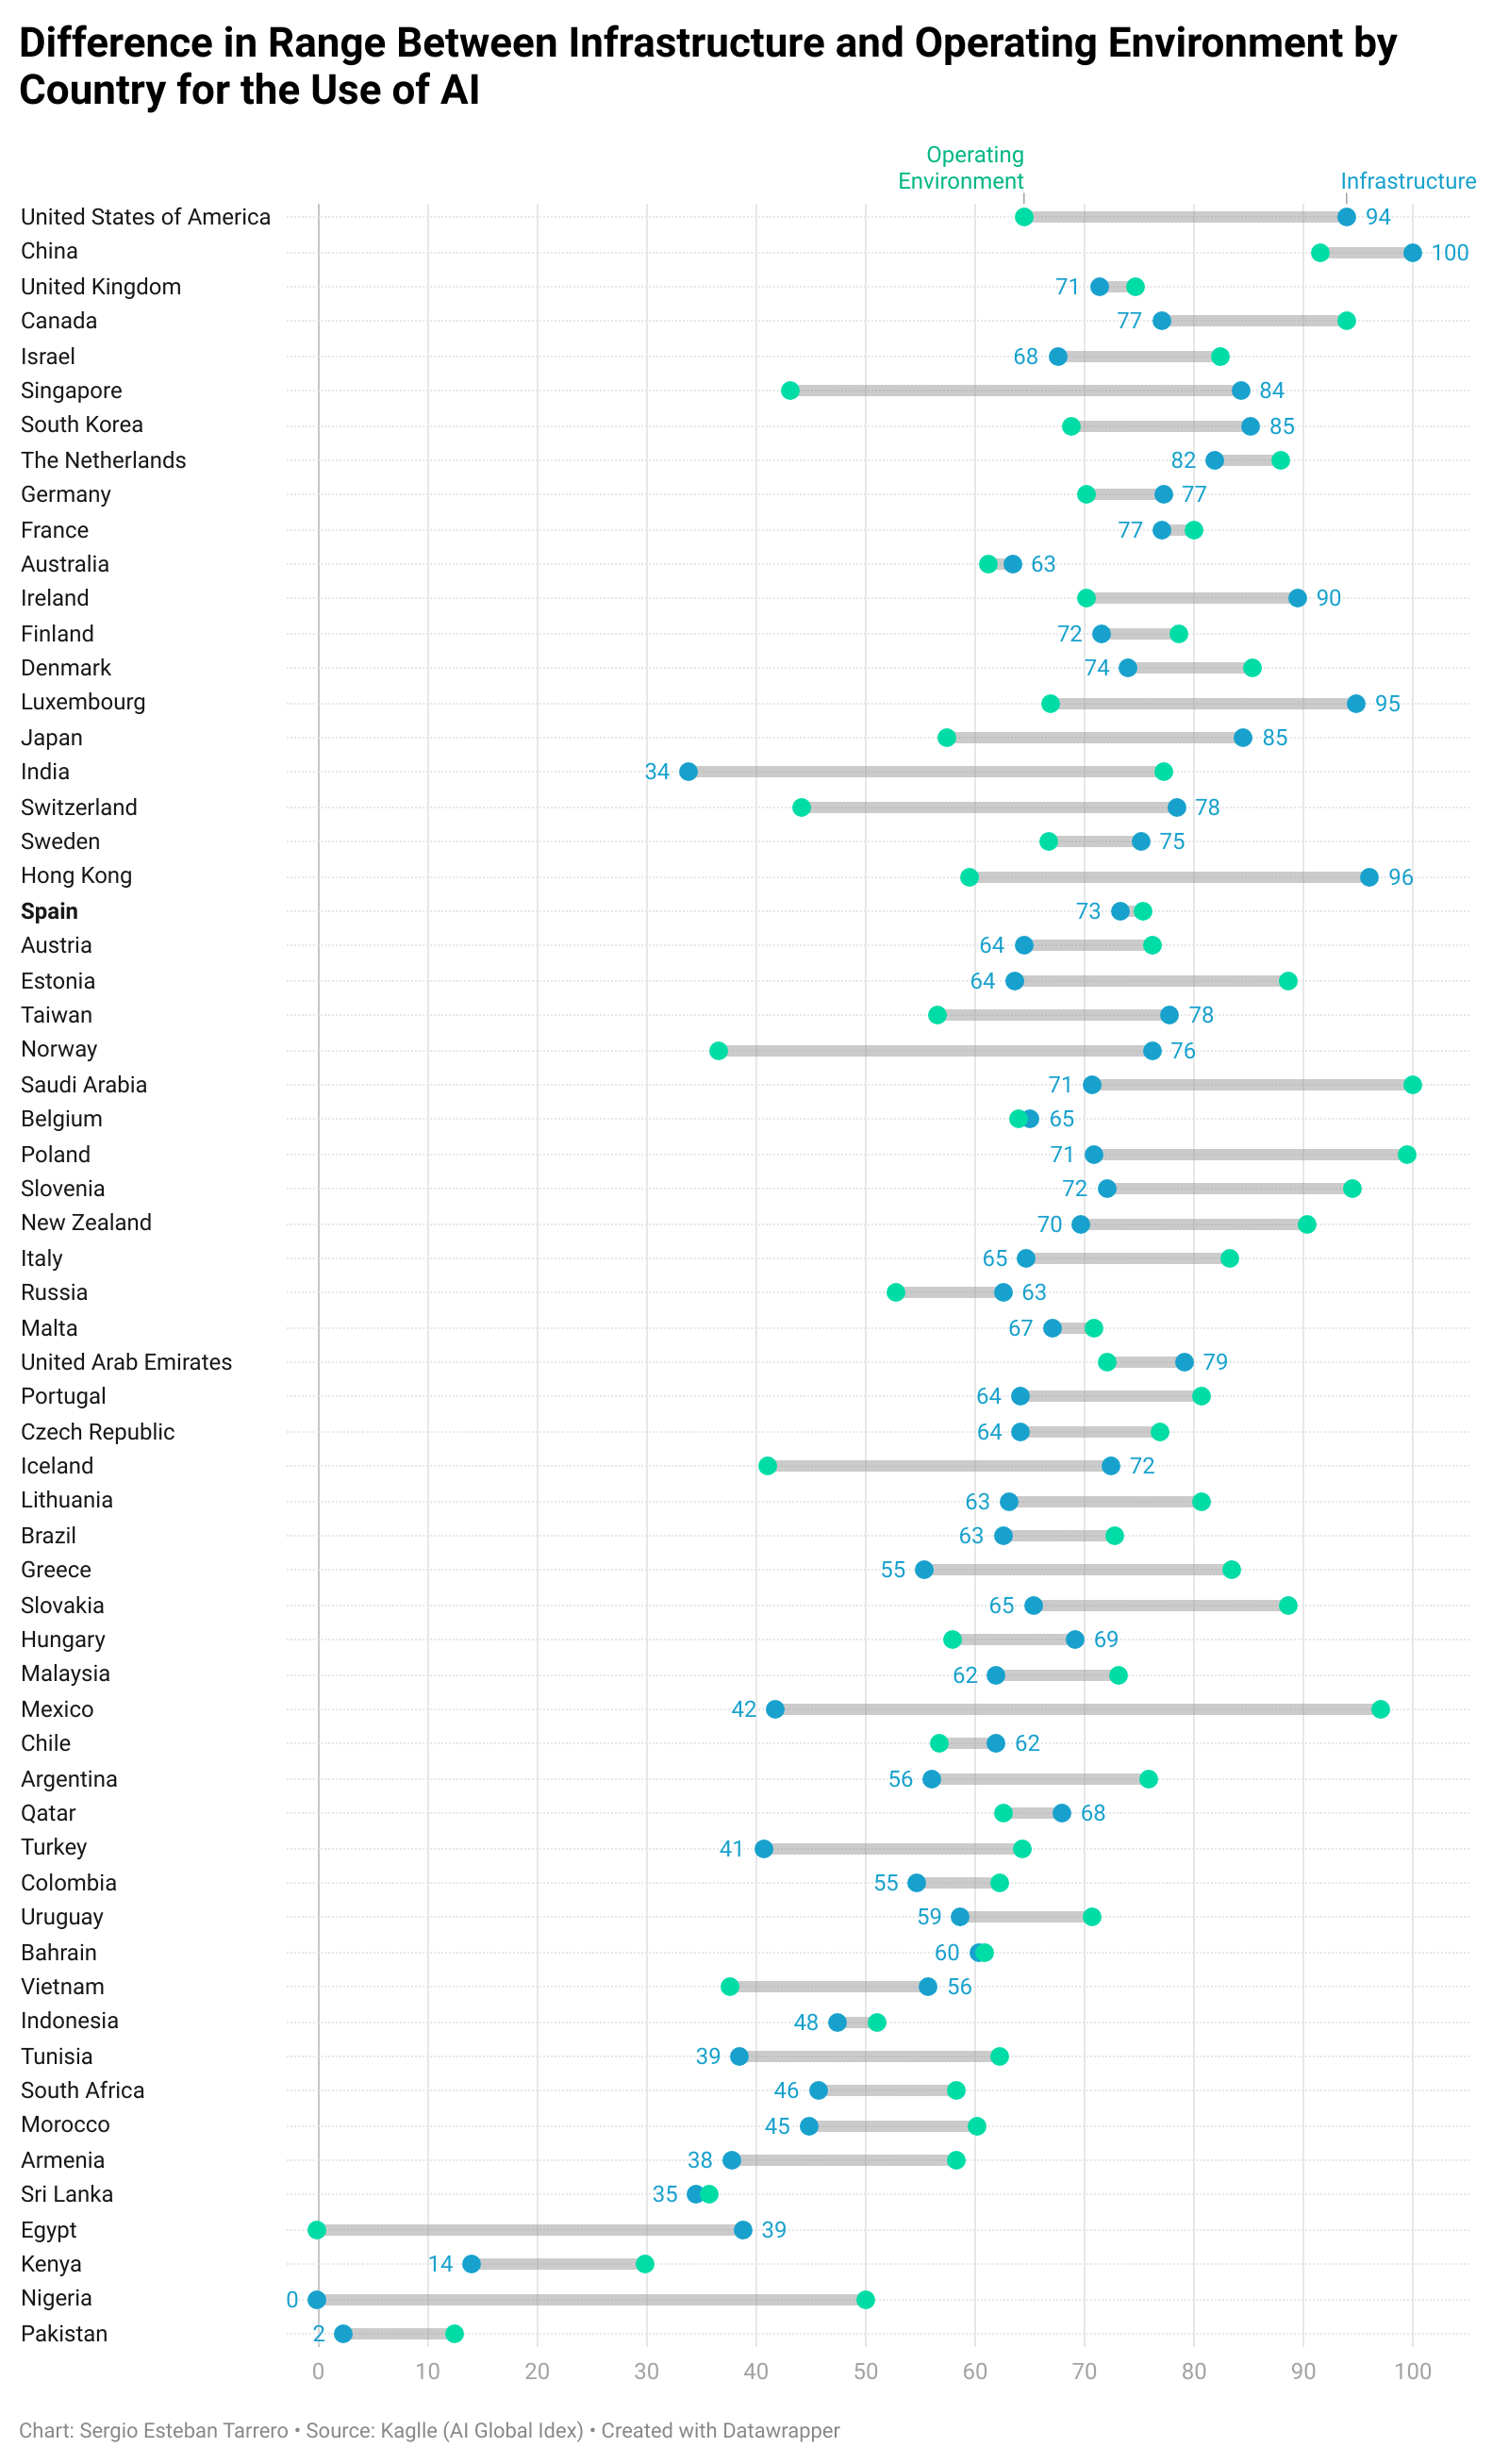 Difference in Range Between Infrastructure and Operating Environment by
Country for the Use of AI
Operating
Environment
Infrastructure
United States of America 94
China 100
United Kingdom 71
Canada 77
Israel 68
Singapore 84
South Korea 85
The Netherlands 82
Germany 77
France 77
Australia 63
Ireland 90
Finland 72
Denmark 74
Luxembourg 95
Japan 85
India 34
Switzerland 78
Sweden 75
Hong Kong 96
Spain 73
Austria 64
Estonia 64
Taiwan 78
Norway 76
Saudi Arabia 71
Belgium 65
Poland 71
Slovenia 72
New Zealand 70
Italy 65
Russia 63
Malta 67
United Arab Emirates 79
Portugal 64
Czech Republic 64
Iceland 72
Lithuania 63
Brazil 63
Greece 55
Slovakia 65
Hungary 69
Malaysia 62
Mexico 42
Chile 62
Argentina 56
Qatar 68
Turkey 41
Colombia 55
Uruguay 59
Bahrain 60
Vietnam 56
Indonesia 48
Tunisia 39
South Africa 46
Morocco 45
Armenia 38
Sri Lanka 35
Egypt 39
Kenya 14
Nigeria 0
Pakistan 2
0 10 20 30 40 50 60 70 80 90 100
Chart: Sergio Esteban Tarrero • Source: Kaglle (AI Global Idex) • Created with Datawrapper